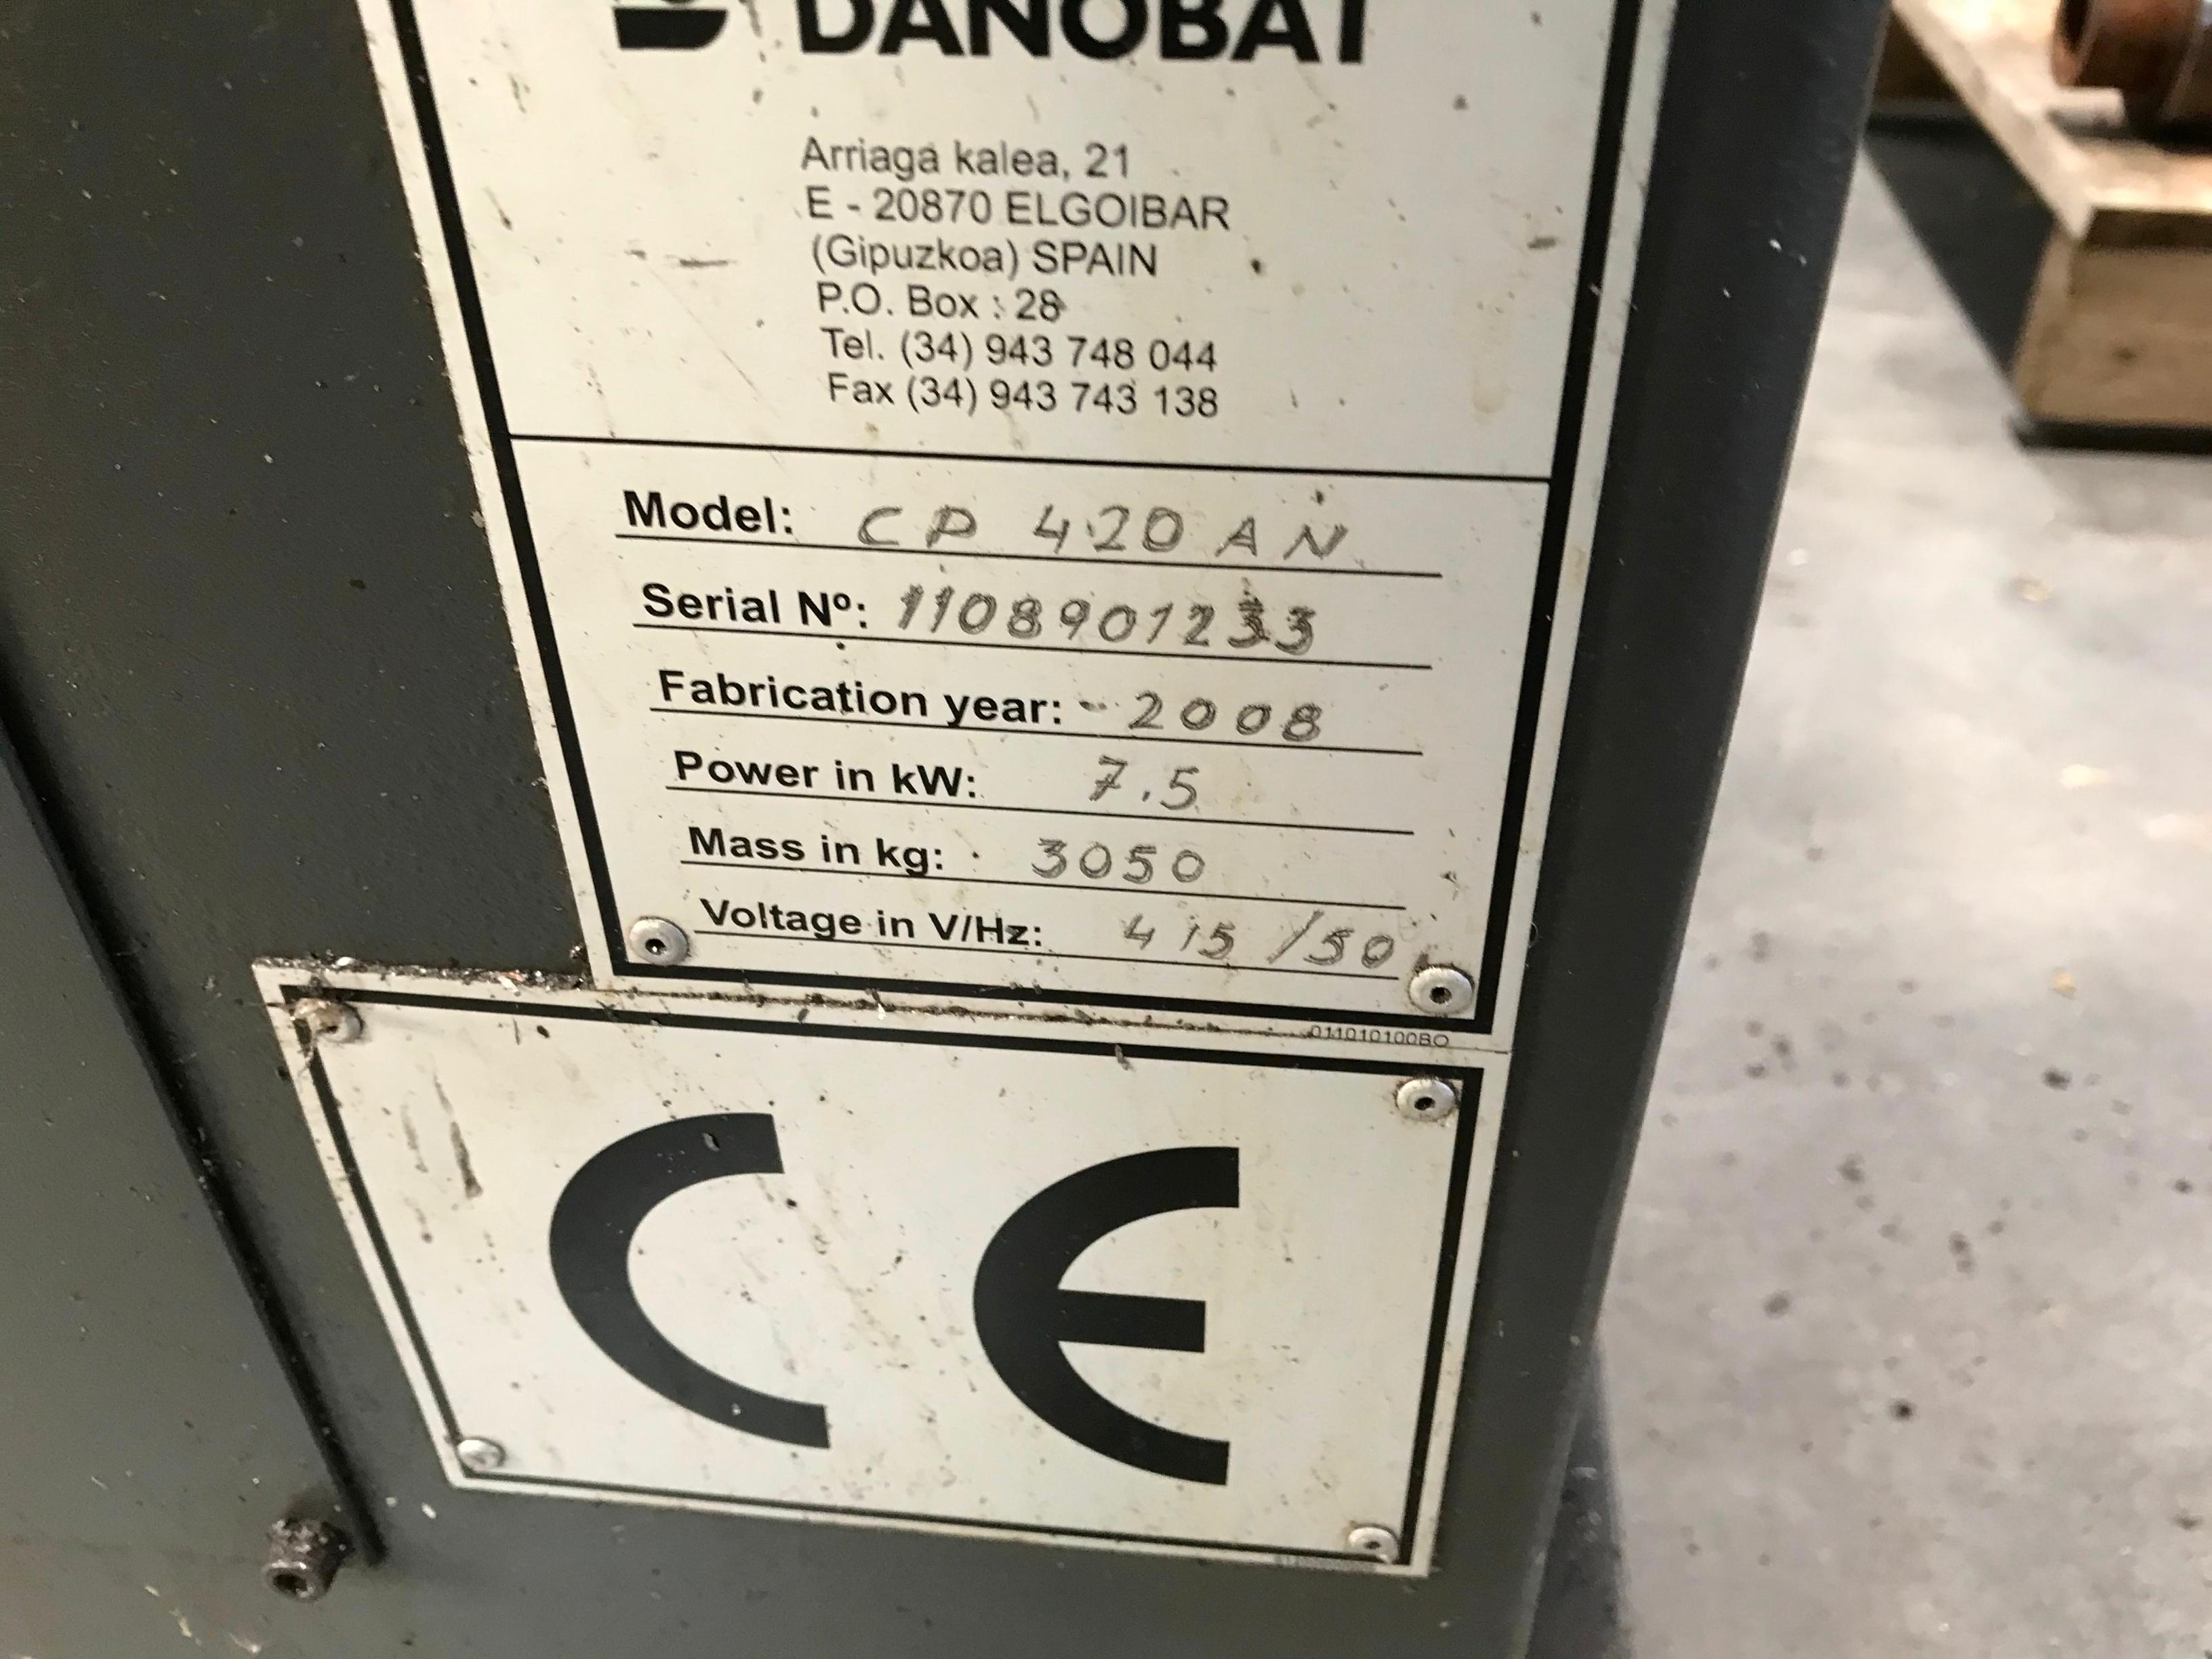 DANOBAT
Arriaga kalea, 21
E - 20870 ELGOIBAR
(Gipuzkoa) SPAIN
P.O. Box : 28
Tel. (34) 943 748 044
Fax (34) 943 743 138
Model: CP 420 AN
Serial Nº: 1108901233
Fabrication year: - 2008
Power in kW: 7.5
Mass in kg: 3050
Voltage in V/Hz: 415/50
011010100BO
CE